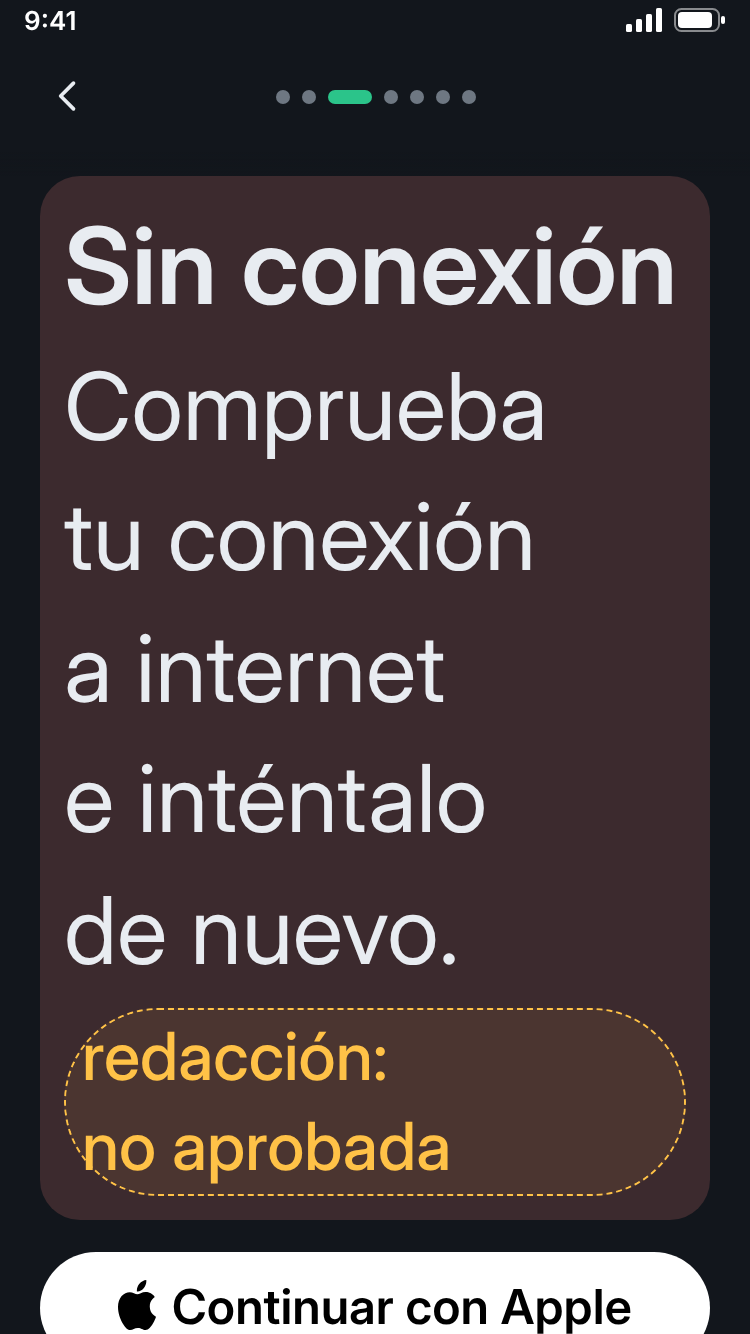 9:41
Sin conexión
Comprueba
tu conexión
a internet
e inténtalo
de nuevo.
redacción:
no aprobada
Continuar con Apple